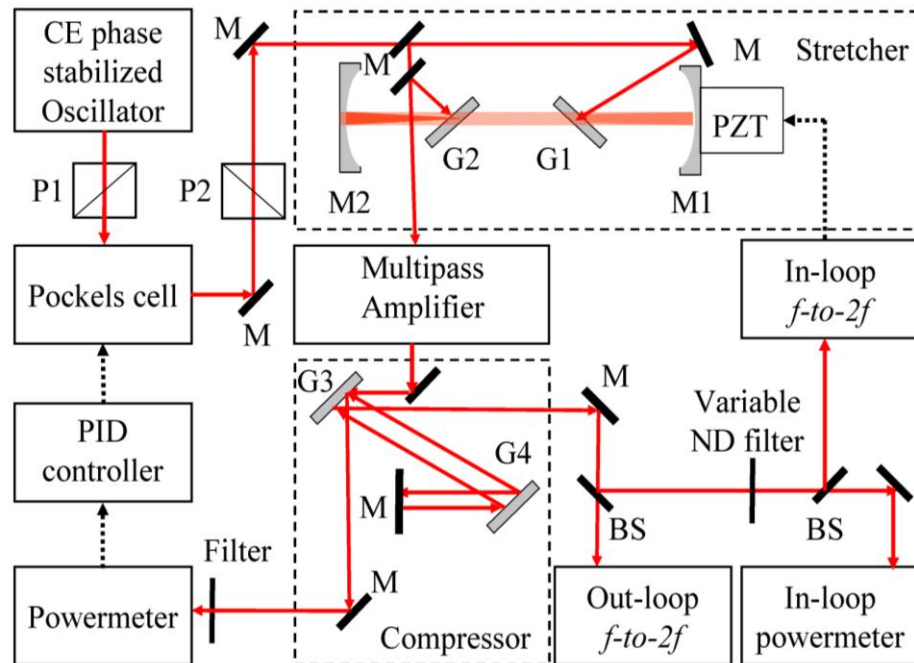 CE phase
stabilized
Oscillator
M
M
M
Stretcher
PZT
P1
P2
G2
G1
M2
M1
Pockels cell
M
Multipass
Amplifier
In-loop
f-to-2f
G3
M
Variable
ND filter
PID
controller
G4
M
BS
BS
Filter
M
Powermeter
Compressor
Out-loop
f-to-2f
In-loop
powermeter